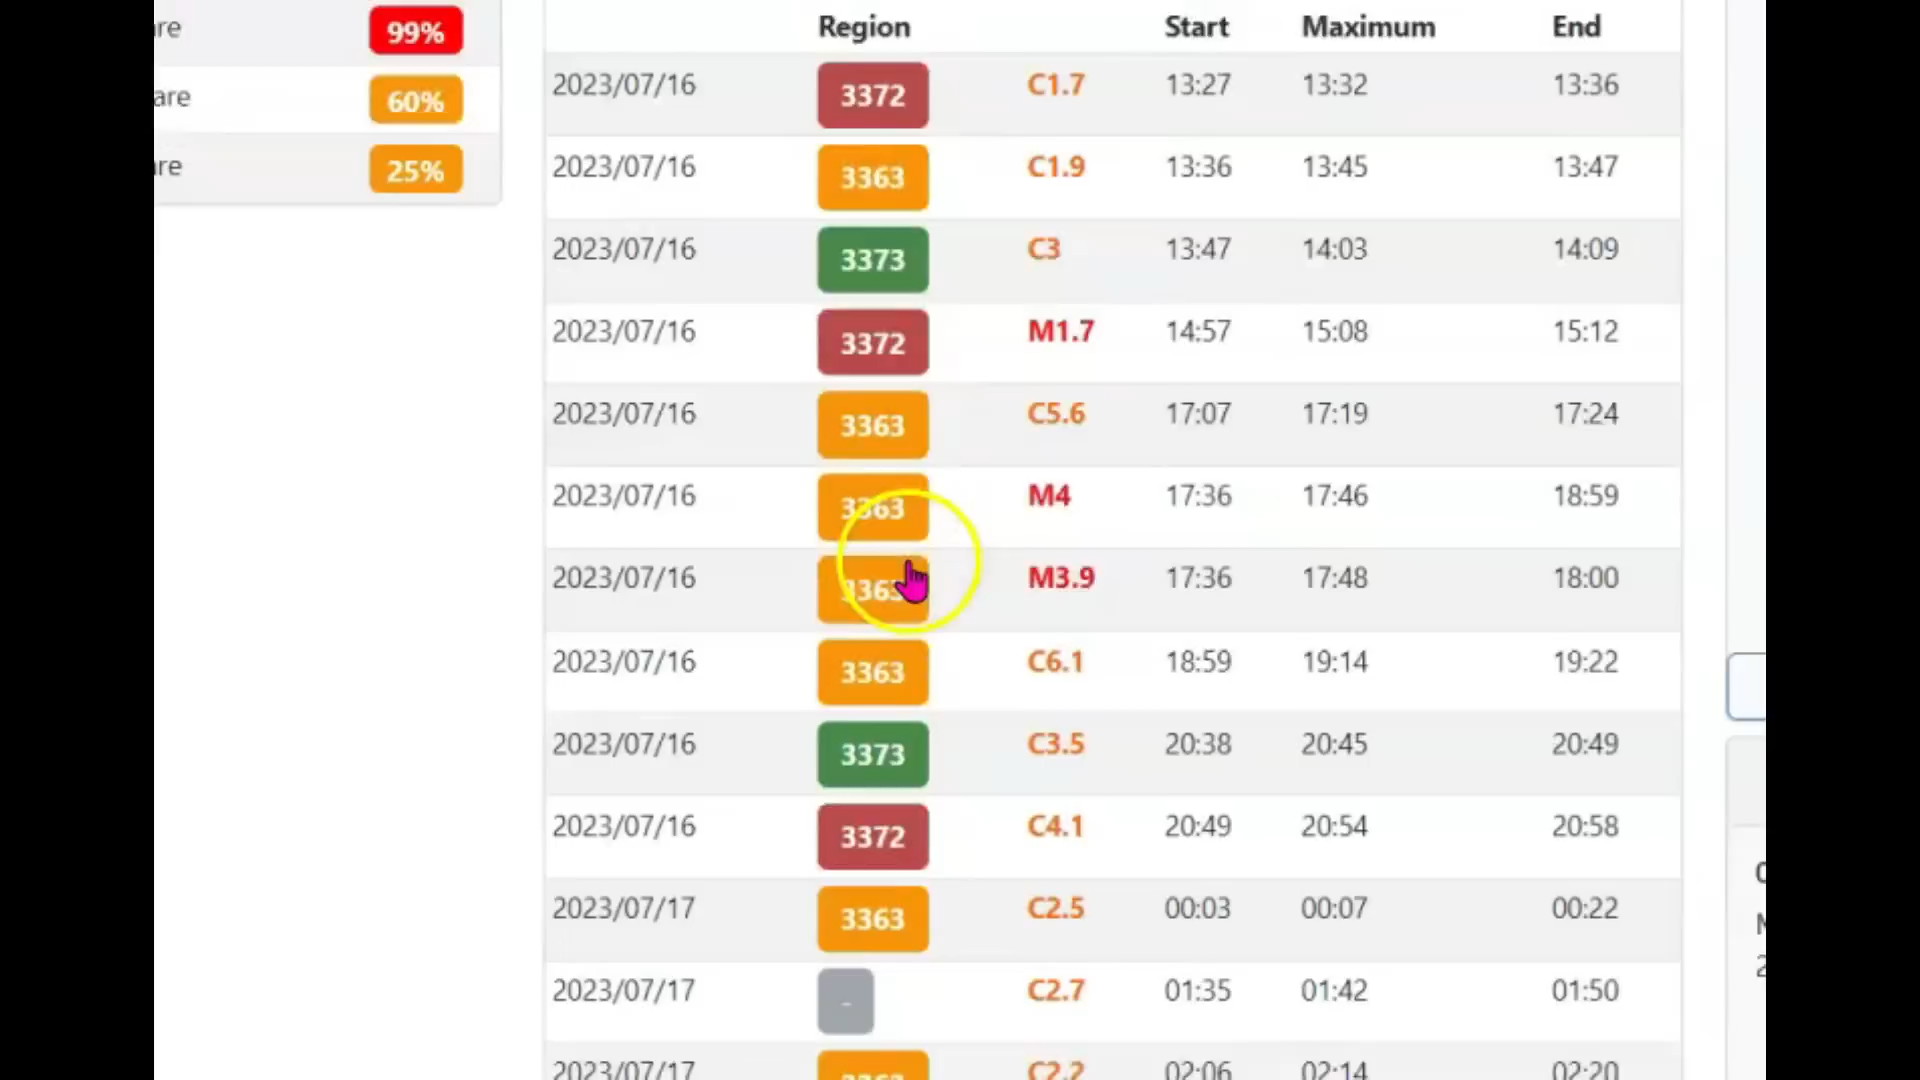 re 99%
are 60%
re 25%
Region Start Maximum End
2023/07/16 3372 C1.7 13:27 13:32 13:36
2023/07/16 3363 C1.9 13:36 13:45 13:47
2023/07/16 3373 C3 13:47 14:03 14:09
2023/07/16 3372 M1.7 14:57 15:08 15:12
2023/07/16 3363 C5.6 17:07 17:19 17:24
2023/07/16 3363 M4 17:36 17:46 18:59
2023/07/16 3363 M3.9 17:36 17:48 18:00
2023/07/16 3363 C6.1 18:59 19:14 19:22
2023/07/16 3373 C3.5 20:38 20:45 20:49
2023/07/16 3372 C4.1 20:49 20:54 20:58
2023/07/17 3363 C2.5 00:03 00:07 00:22
2023/07/17 - C2.7 01:35 01:42 01:50
2023/07/17 3363 C2.2 02:06 02:14 02:20